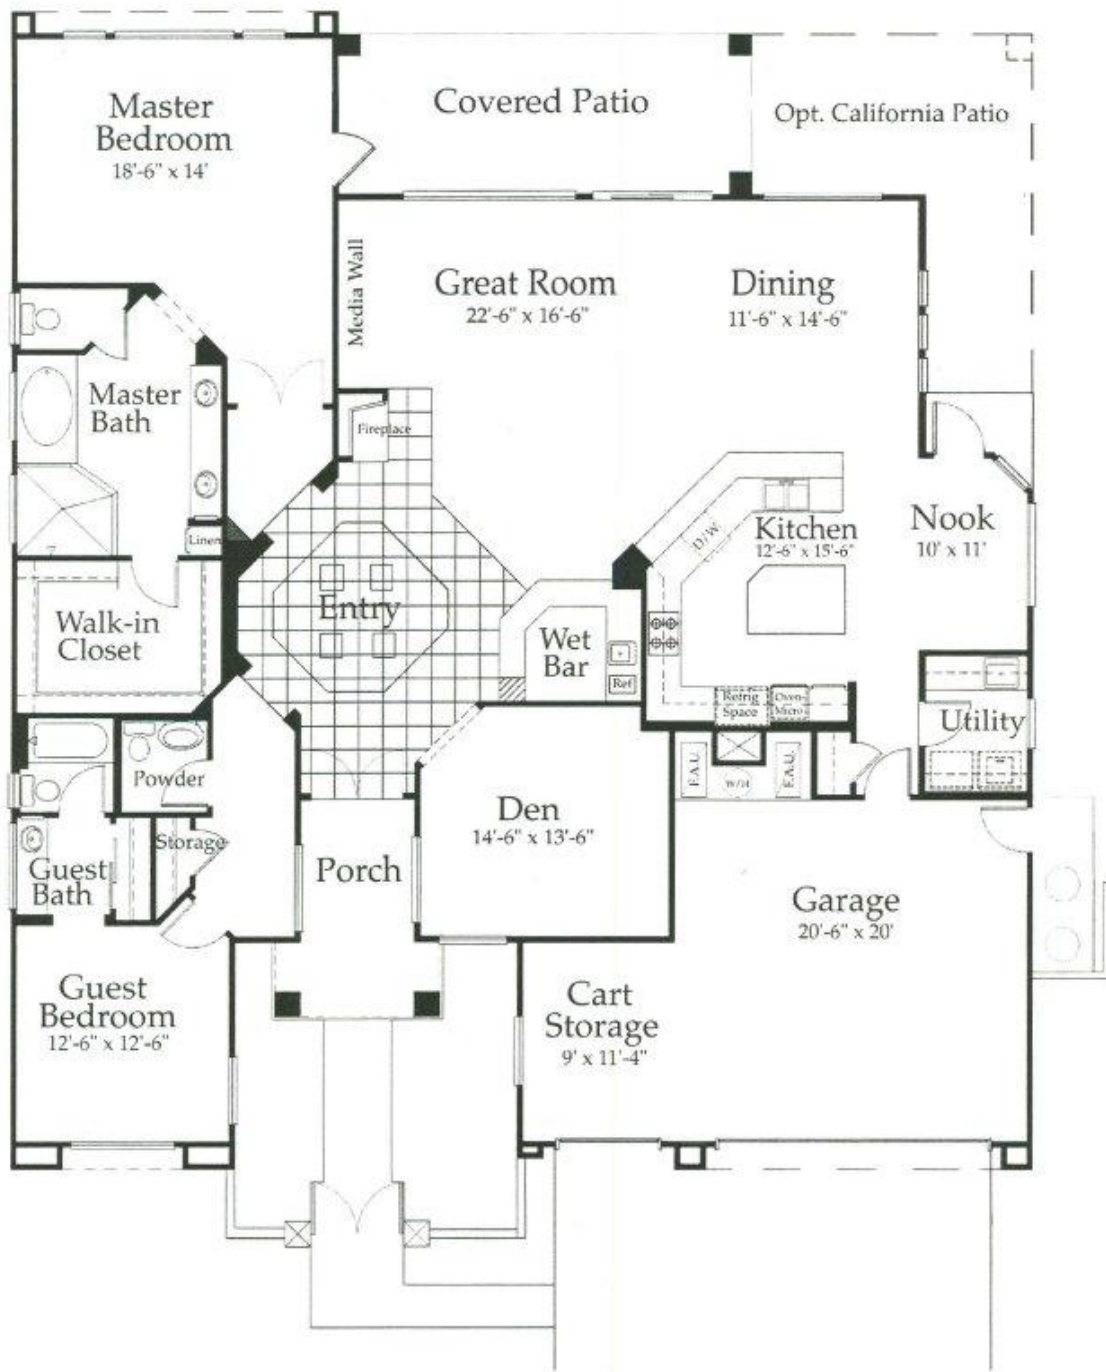 Master
Bedroom
18'-6" x 14'
Covered Patio
Opt. California Patio
Media Wall
Great Room
22'-6" x 16'-6"
Dining
11'-6" x 14'-6"
Master
Bath
Fireplace
Linen
Kitchen
12'-6" x 15'-6"
D/W
Nook
10' x 11'
Entry
Walk-in
Closet
Wet
Bar
Ref
Refrig
Space
Oven-
Micro
Utility
Powder
F.A.U.
W/H
F.A.U.
Den
14'-6" x 13'-6"
Storage
Porch
Guest
Bath
Garage
20'-6" x 20'
Guest
Bedroom
12'-6" x 12'-6"
Cart
Storage
9' x 11'-4"